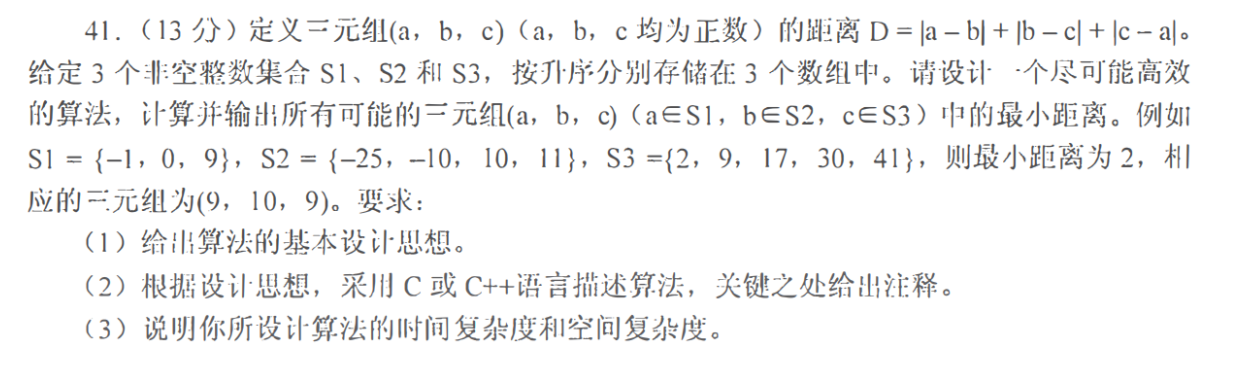 41.（13 分）定义三元组(a，b，c)（a，b，c 均为正数）的距离 D = |a – b| + |b – c| + |c – a|。
给定 3 个非空整数集合 S1、S2 和 S3，按升序分别存储在 3 个数组中。请设计一个尽可能高效
的算法，计算并输出所有可能的三元组(a，b，c)（a∈S1，b∈S2，c∈S3）中的最小距离。例如
S1 = {–1，0，9}，S2 = {–25，–10，10，11}，S3 ={2，9，17，30，41}，则最小距离为 2，相
应的三元组为(9，10，9)。要求：
（1）给出算法的基本设计思想。
（2）根据设计思想，采用 C 或 C++语言描述算法，关键之处给出注释。
（3）说明你所设计算法的时间复杂度和空间复杂度。